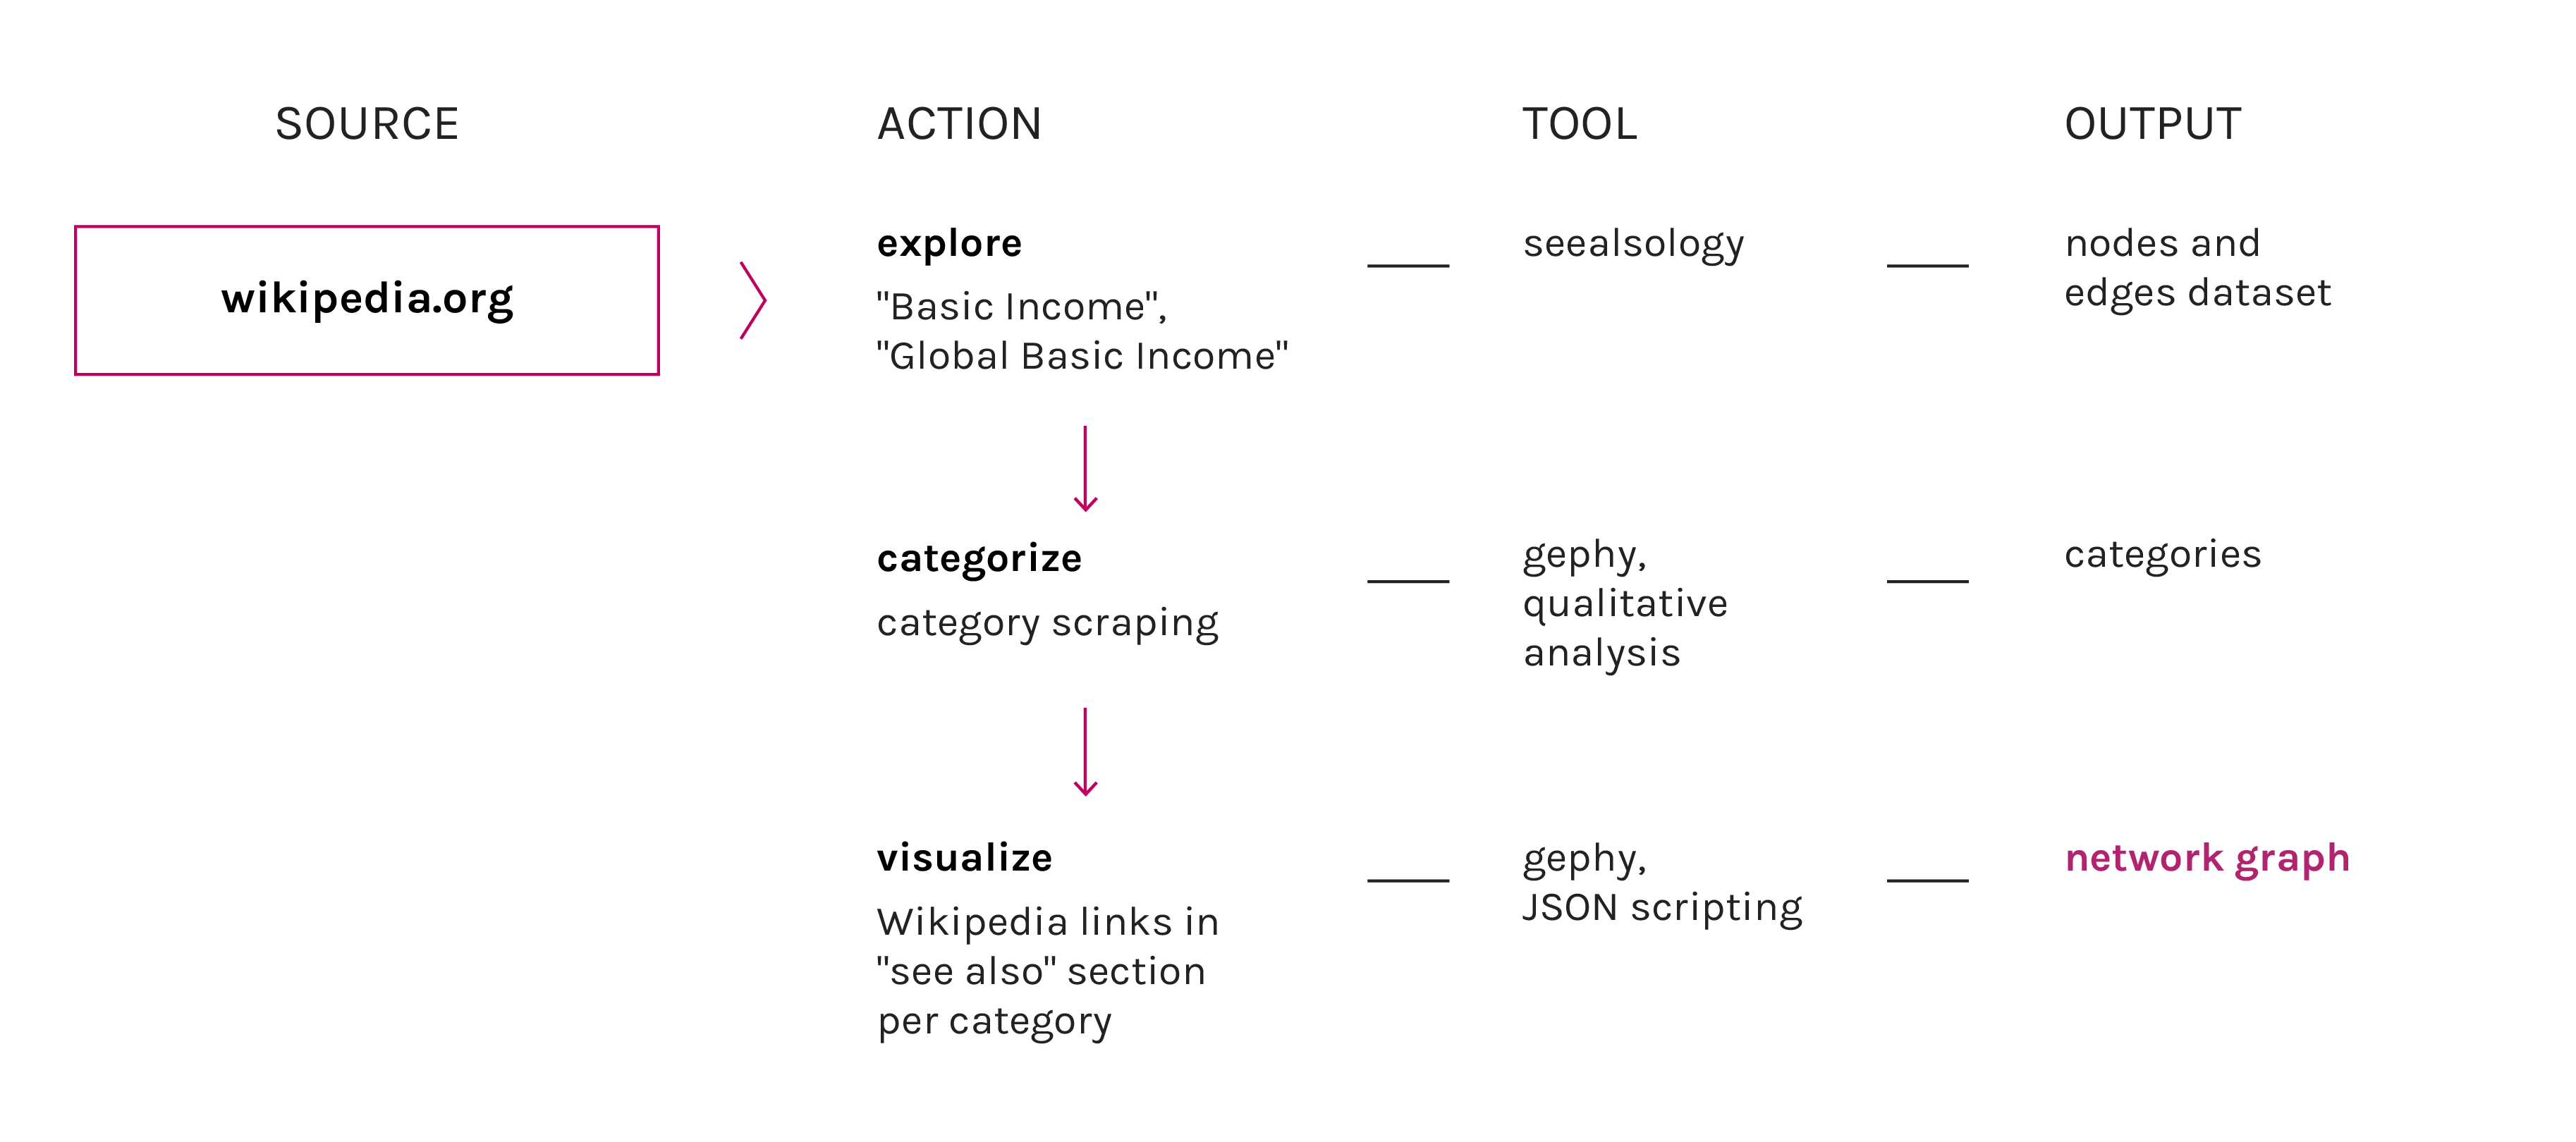 SOURCE
ACTION
TOOL
OUTPUT
wikipedia.org
explore
"Basic Income",
"Global Basic Income"
seealsology
nodes and
edges dataset
categorize
category scraping
gephy,
qualitative
analysis
categories
visualize
Wikipedia links in
"see also" section
per category
gephy,
JSON scripting
network graph